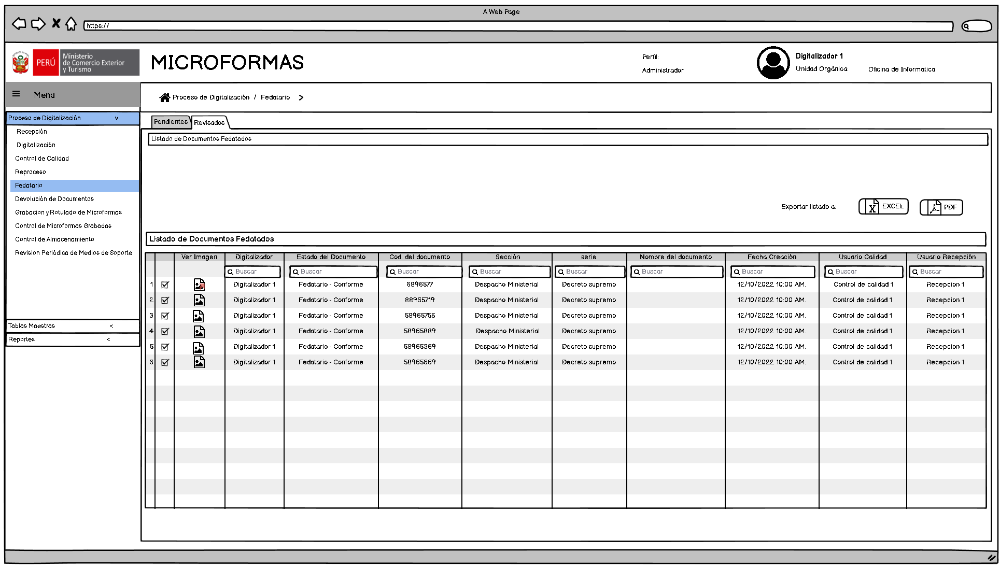 A Web Page
https://
PERÚ
Ministerio
de Comercio Exterior
y Turismo
MICROFORMAS
Perfil:
Administrador
Digitalizador 1
Unidad Orgánica: Oficina de Informatica
Menu
Proceso de Digitalización / Fedatario >
Proceso de Digitalización v
Recepción
Digitalización
Control de Calidad
Reproceso
Fedatario
Devolución de Documentos
Grabacion y Rotulado de Microformas
Control de Microformas Grabadas
Control de Almacenamiento
Revision Periódica de Medios de Soporte
Tablas Maestras <
Reportes <
Pendientes Revisados
Listado de Documentos Fedatados
Exportar listado a: EXCEL PDF
Listado de Documentos Fedatados
Ver Imagen Digitalizador Estado del Documento Cod. del documento Sección serie Nombre del documento Fecha Creación Usuario Calidad Usuario Recepción
Buscar Buscar Buscar Buscar Buscar Buscar Buscar Buscar Buscar
1 Digitalizador 1 Fedatario - Conforme 6896577 Despacho Ministerial Decreto supremo 12/10/2022 10:00 AM. Control de calidad 1 Recepcion 1
2 Digitalizador 1 Fedatario - Conforme 88965719 Despacho Ministerial Decreto supremo 12/10/2022 10:00 AM. Control de calidad 1 Recepcion 1
3 Digitalizador 1 Fedatario - Conforme 58965755 Despacho Ministerial Decreto supremo 12/10/2022 10:00 AM. Control de calidad 1 Recepcion 1
4 Digitalizador 1 Fedatario - Conforme 58965889 Despacho Ministerial Decreto supremo 12/10/2022 10:00 AM. Control de calidad 1 Recepcion 1
5 Digitalizador 1 Fedatario - Conforme 58965369 Despacho Ministerial Decreto supremo 12/10/2022 10:00 AM. Control de calidad 1 Recepcion 1
6 Digitalizador 1 Fedatario - Conforme 58965669 Despacho Ministerial Decreto supremo 12/10/2022 10:00 AM. Control de calidad 1 Recepcion 1